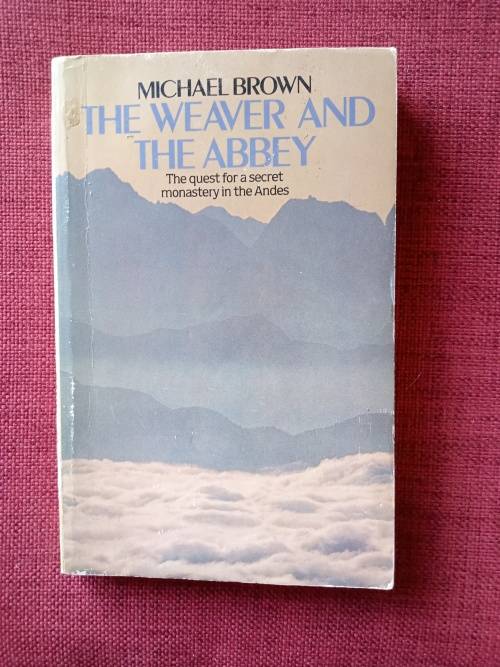 MICHAEL BROWN
THE WEAVER AND
THE ABBEY
The quest for a secret
monastery in the Andes